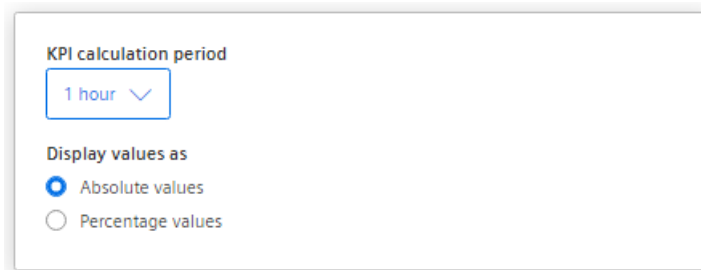 KPI calculation period
1 hour
Display values as
Absolute values
Percentage values